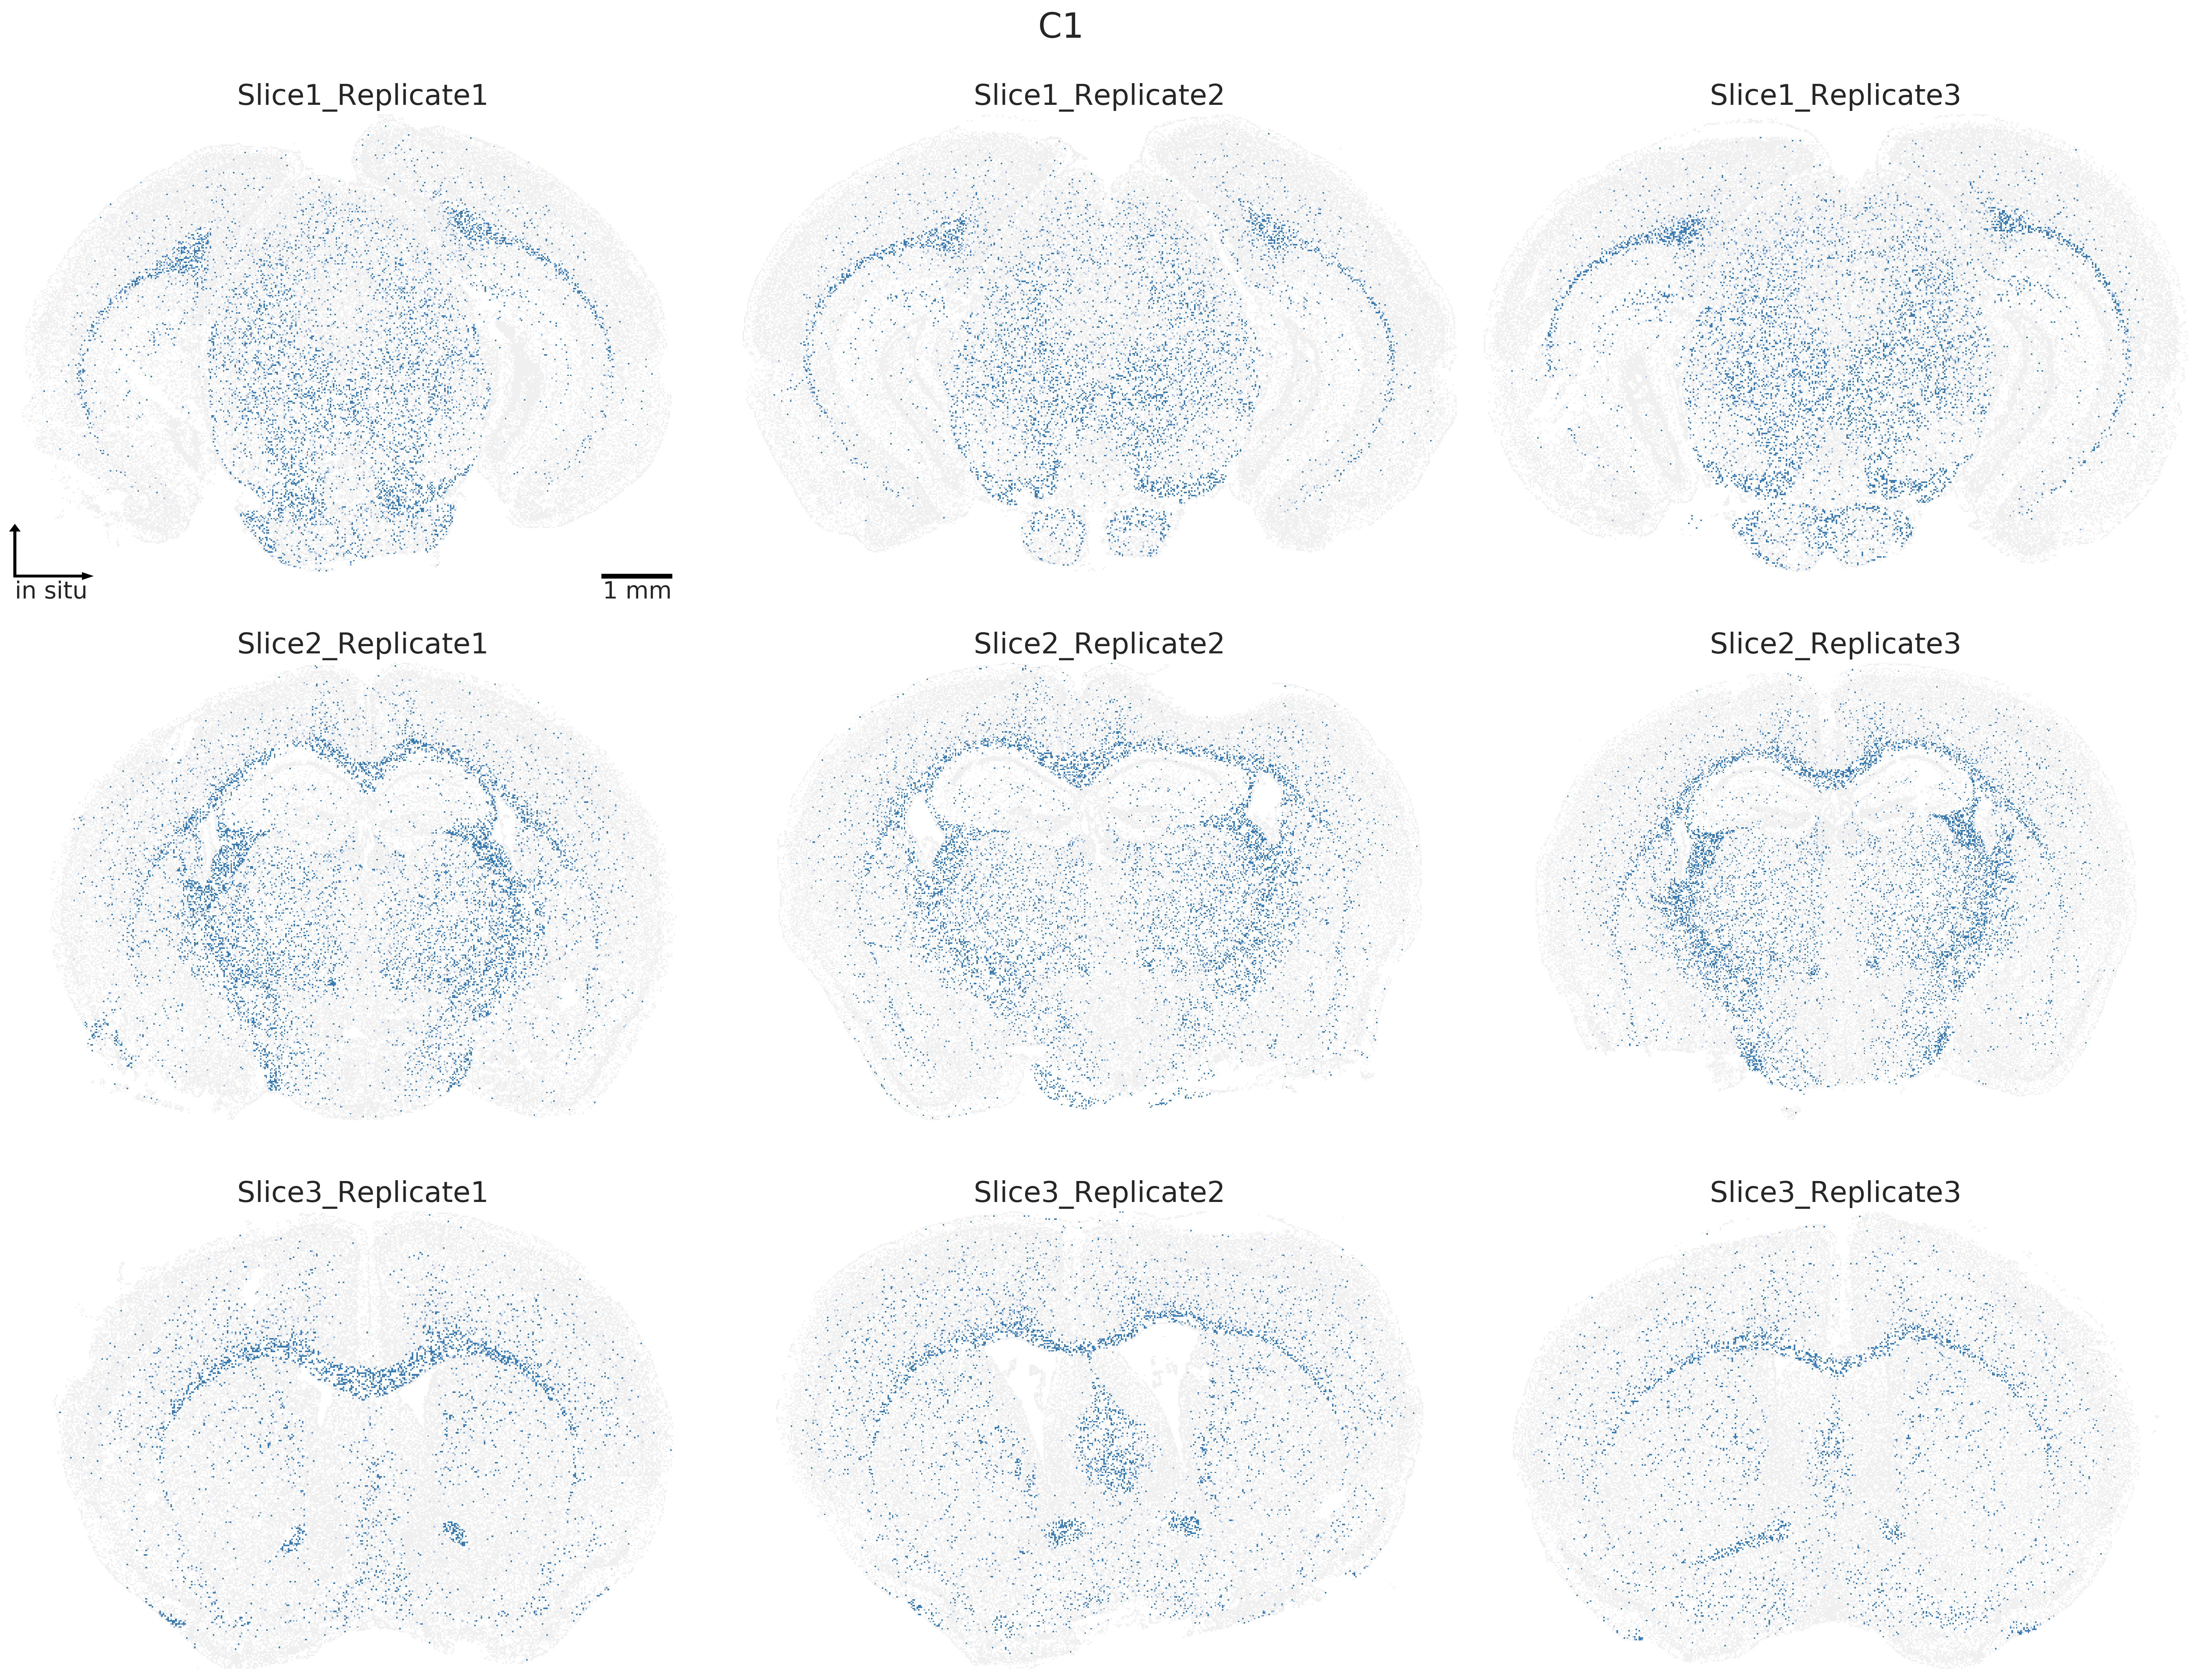 C1
Slice1_Replicate1
Slice1_Replicate2
Slice1_Replicate3
in situ
1 mm
Slice2_Replicate1
Slice2_Replicate2
Slice2_Replicate3
Slice3_Replicate1
Slice3_Replicate2
Slice3_Replicate3